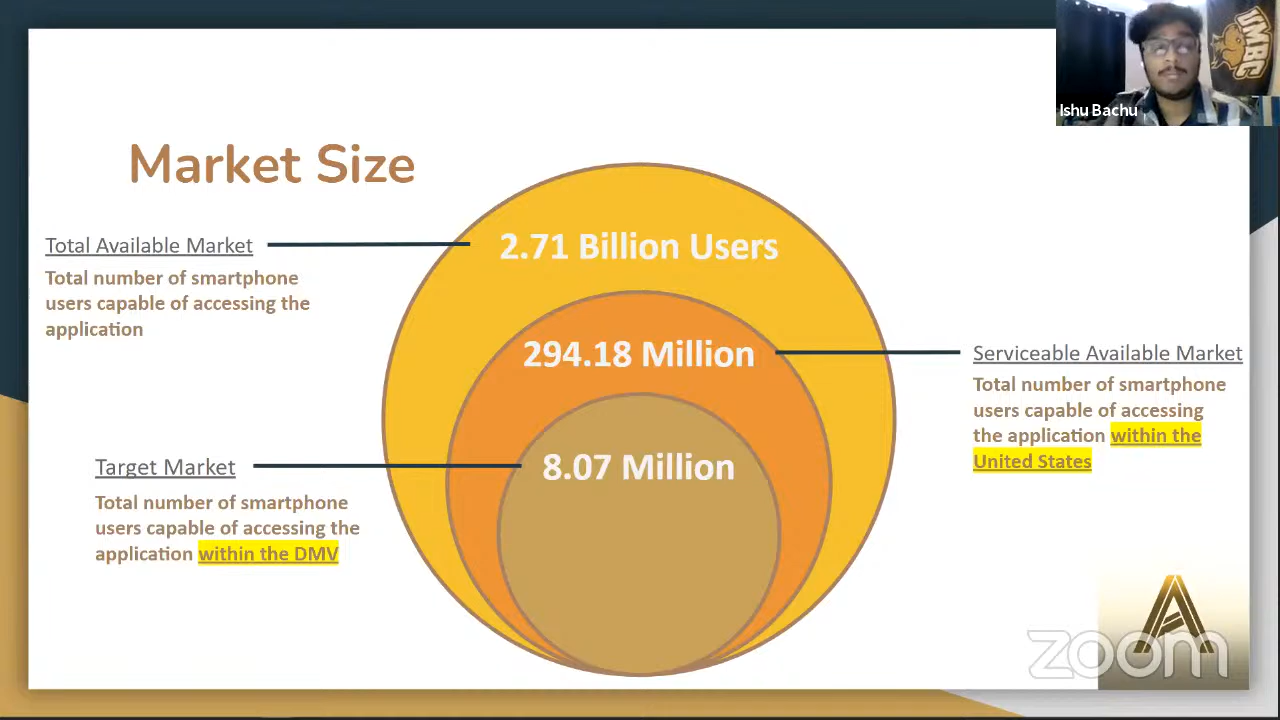 UMBC
Ishu Bachu
Market Size
Total Available Market
Total number of smartphone
users capable of accessing the
application
2.71 Billion Users
294.18 Million
Serviceable Available Market
Total number of smartphone
users capable of accessing
the application within the
United States
8.07 Million
Target Market
Total number of smartphone
users capable of accessing the
application within the DMV
zoom